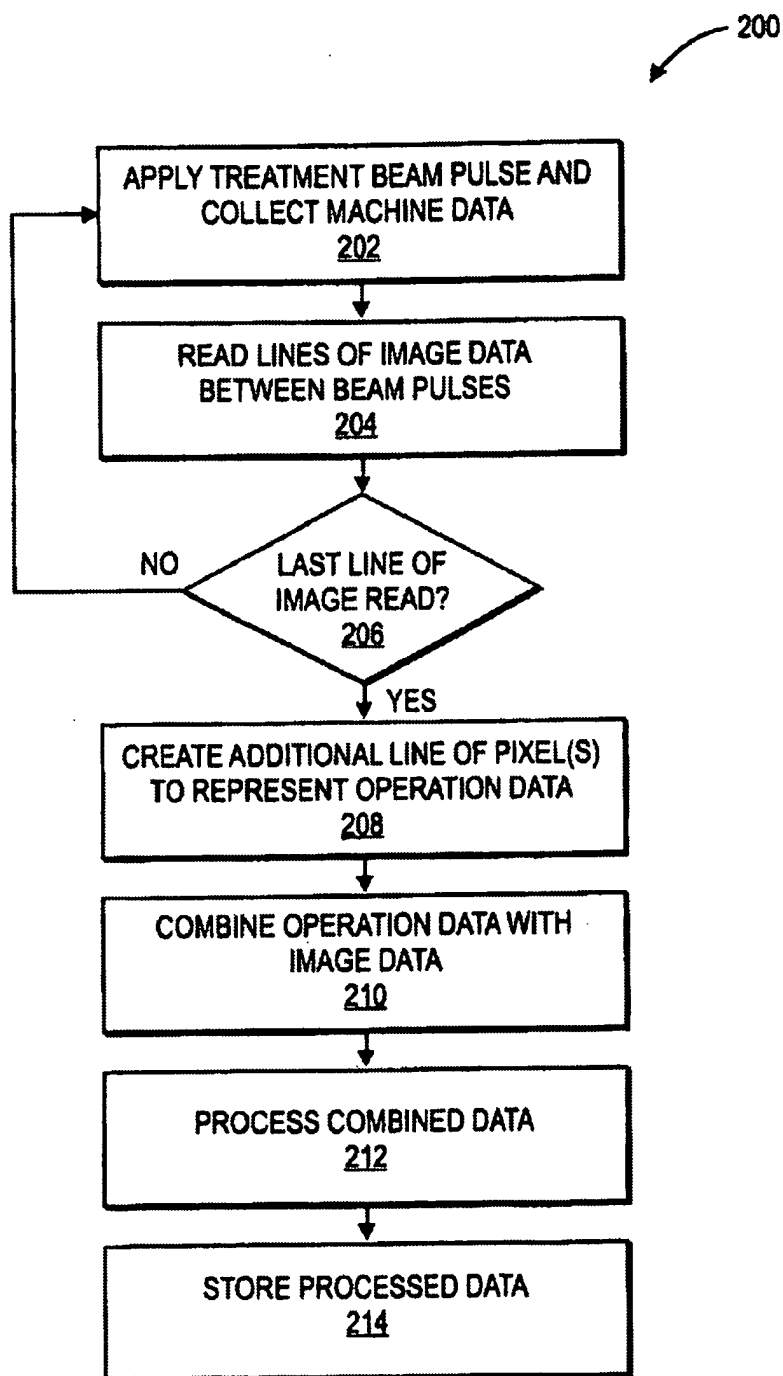 200
APPLY TREATMENT BEAM PULSE AND
COLLECT MACHINE DATA
202
READ LINES OF IMAGE DATA
BETWEEN BEAM PULSES
204
NO
LAST LINE OF
IMAGE READ?
206
YES
CREATE ADDITIONAL LINE OF PIXEL(S)
TO REPRESENT OPERATION DATA
208
COMBINE OPERATION DATA WITH
IMAGE DATA
210
PROCESS COMBINED DATA
212
STORE PROCESSED DATA
214